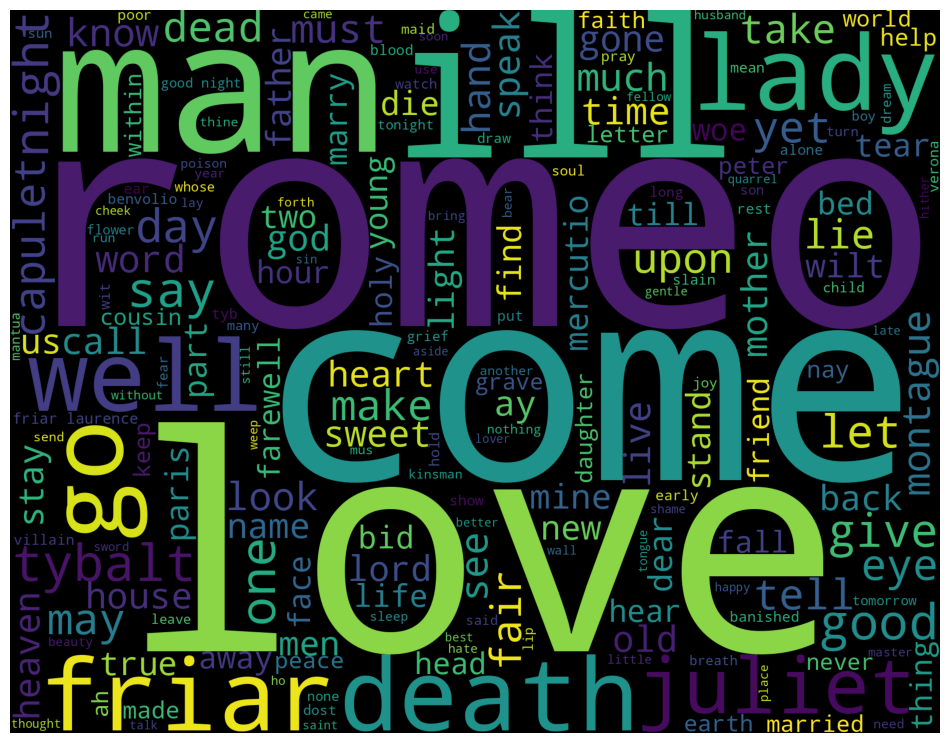 poor
came
maid
husband
world
faith
sun
know
dead
must
blood
soon
gone
take
help
man
ill
lady
good night
use
watch
pray
much
mean
within
thine
father
marry
hand
speak
think
fellow
dream
boy
tonight
die
time
turn
capulet
night
draw
letter
woe
yet
alone
tear
romeo
poison
year
soul
peter
quarrel
son
verona
ear
whose
benvolio
lay
cheek
forth
bear
long
rest
hither
flower
two
young
bring
till
bed
run
day
god
light
find
mercutio
upon
lie
word
sin
hour
holy
slain
wilt
mother
say
gentle
child
wit
cousin
tyb
many
put
mantua
us
call
part
still
grief
late
come
well
fear
farewell
aside
another
nay
without
heart
grave
joy
montague
make
ay
daughter
live
stand
friend
friar laurence
sweet
nothing
let
send
go
keep
weep
mus
hold
lover
kinsman
love
stay
paris
look
show
mine
early
back
name
better
new
shame
give
villain
sword
bid
see
wall
dear
fall
eye
tybalt
one
face
lord
tongue
house
life
happy
tell
tomorrow
heaven
may
leave
sleep
said
fair
lip
hear
banished
good
beauty
men
best
old
true
away
peace
hate
head
little
breath
never
master
thing
friar
ho
death
juliet
place
ah
made
none
dost
thought
talk
saint
earth
married
need